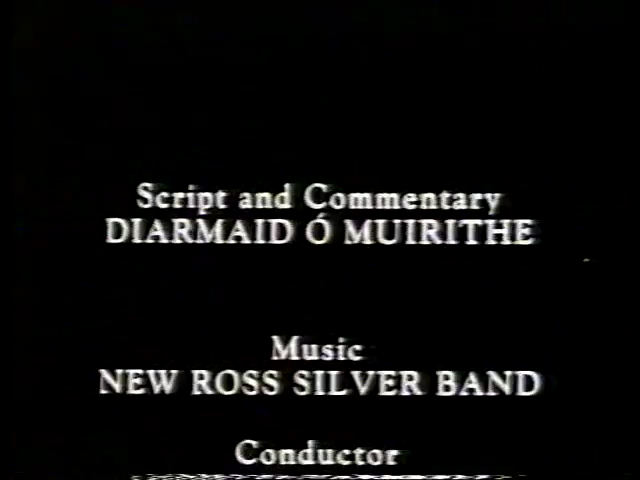 Script and Commentary
DIARMAID Ó MUIRITHE
Music
NEW ROSS SILVER BAND
Conductor